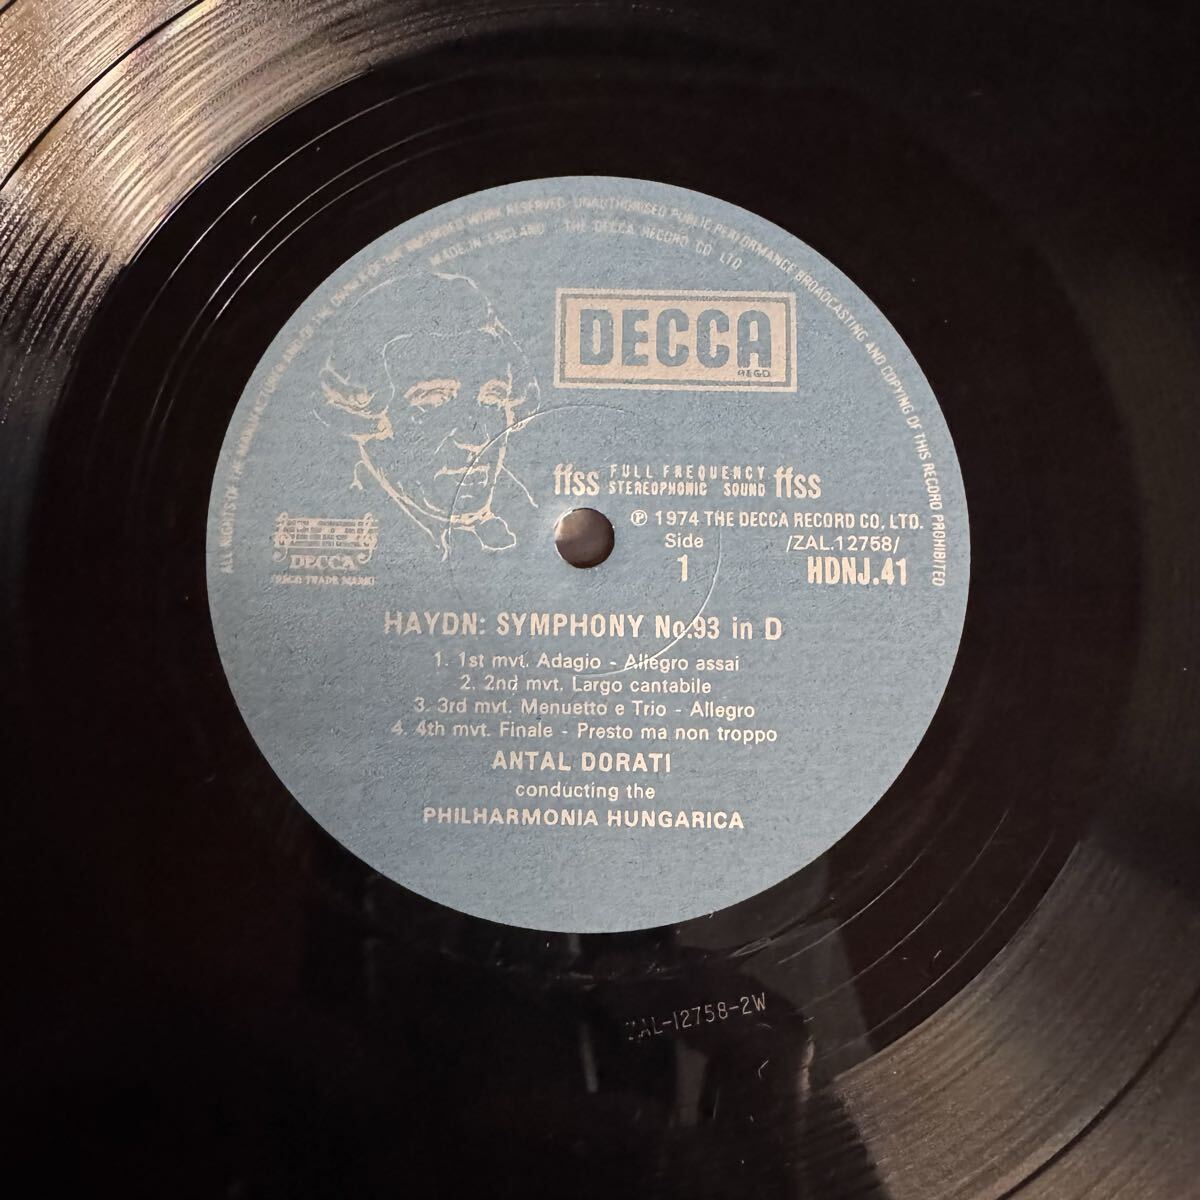 ALL RIGHTS OF THE MANUFACTURER AND OF THE OWNER OF THE RECORDED WORK RESERVED · UNAUTHORISED PUBLIC PERFORMANCE BROADCASTING AND COPYING OF THIS RECORD PROHIBITED
MADE IN ENGLAND · THE DECCA RECORD CO. LTD.
DECCA
REGD.
ffss FULL FREQUENCY STEREOPHONIC SOUND ffss
℗ 1974 THE DECCA RECORD CO, LTD.
Side /ZAL.12758/
1 HDNJ.41
DECCA
REGD. TRADE MARK
HAYDN: SYMPHONY No.93 in D
1. 1st mvt. Adagio - Allegro assai
2. 2nd mvt. Largo cantabile
3. 3rd mvt. Menuetto e Trio - Allegro
4. 4th mvt. Finale - Presto ma non troppo
ANTAL DORATI
conducting the
PHILHARMONIA HUNGARICA
ZAL-12758-2W